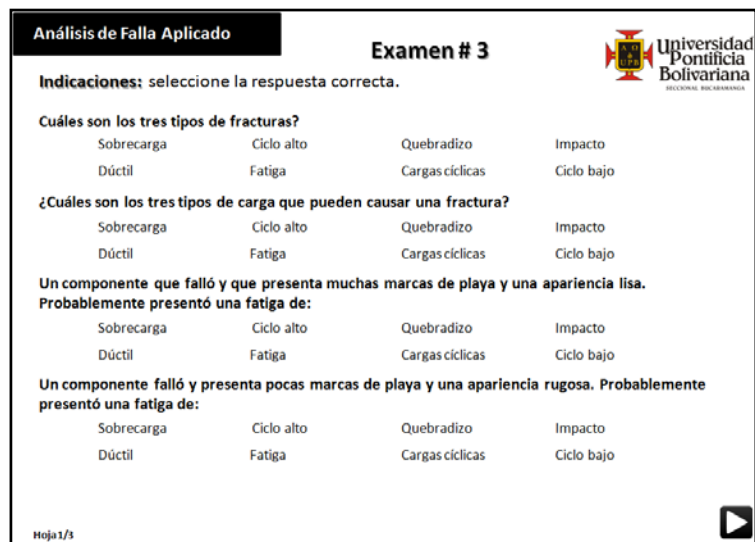 Análisis de Falla Aplicado
Examen # 3
A O
UPB
Universidad
Pontificia
Bolivariana
SECCIONAL BUCARAMANGA
Indicaciones: seleccione la respuesta correcta.
Cuáles son los tres tipos de fracturas?
Sobrecarga Ciclo alto Quebradizo Impacto
Dúctil Fatiga Cargas cíclicas Ciclo bajo
¿Cuáles son los tres tipos de carga que pueden causar una fractura?
Sobrecarga Ciclo alto Quebradizo Impacto
Dúctil Fatiga Cargas cíclicas Ciclo bajo
Un componente que falló y que presenta muchas marcas de playa y una apariencia lisa.
Probablemente presentó una fatiga de:
Sobrecarga Ciclo alto Quebradizo Impacto
Dúctil Fatiga Cargas cíclicas Ciclo bajo
Un componente falló y presenta pocas marcas de playa y una apariencia rugosa. Probablemente
presentó una fatiga de:
Sobrecarga Ciclo alto Quebradizo Impacto
Dúctil Fatiga Cargas cíclicas Ciclo bajo
Hoja 1/3